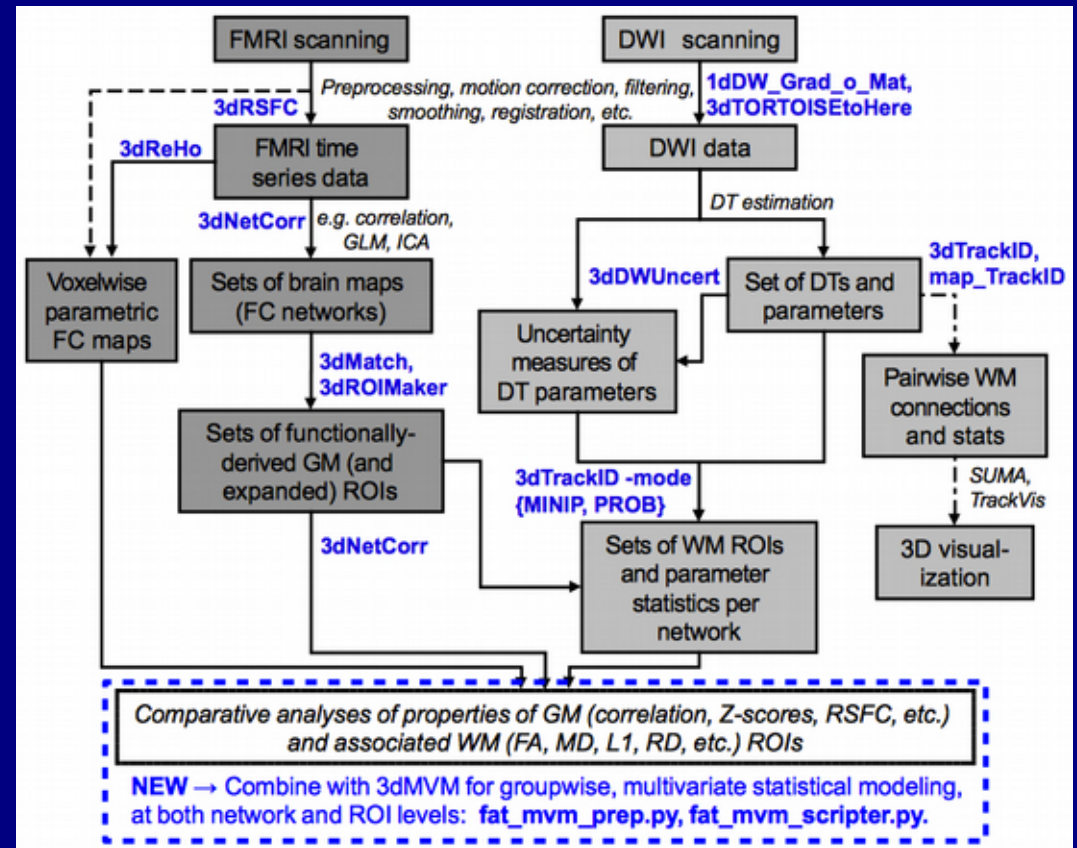 FMRI scanning
DWI scanning
Preprocessing, motion correction, filtering,
smoothing, registration, etc.
1dDW_Grad_o_Mat,
3dTORTOISEtoHere
3dRSFC
3dReHo
FMRI time
series data
DWI data
DT estimation
3dNetCorr
e.g. correlation,
GLM, ICA
Voxelwise
parametric
FC maps
Sets of brain maps
(FC networks)
3dDWUncert
Set of DTs and
parameters
3dTrackID,
map_TrackID
Uncertainty
measures of
DT parameters
3dMatch,
3dROIMaker
Pairwise WM
connections
and stats
Sets of functionally-
derived GM (and
expanded) ROIs
3dTrackID -mode
{MINIP, PROB}
SUMA,
TrackVis
3dNetCorr
Sets of WM ROIs
and parameter
statistics per
network
3D visual-
ization
Comparative analyses of properties of GM (correlation, Z-scores, RSFC, etc.)
and associated WM (FA, MD, L1, RD, etc.) ROIs
NEW → Combine with 3dMVM for groupwise, multivariate statistical modeling,
at both network and ROI levels: fat_mvm_prep.py, fat_mvm_scripter.py.